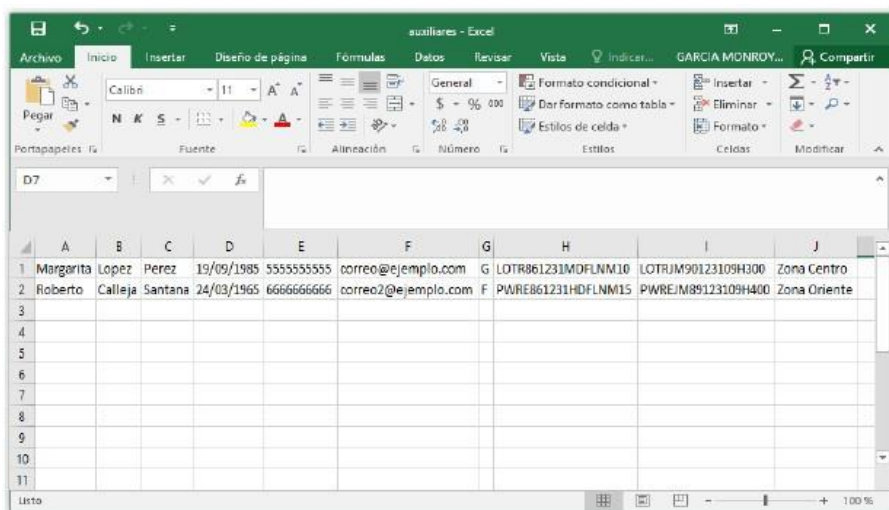 auxiliares - Excel
Archivo Inicio Insertar Diseño de página Fórmulas Datos Revisar Vista Indicar... GARCIA MONROY... Compartir
Pegar
Calibri 11 A A
N K S A
General
$ % 000
Formato condicional
Dar formato como tabla
Estilos de celda
Insertar
Eliminar
Formato
Portapapeles Fuente Alineación Número Estilos Celdas Modificar
D7 fx
A B C D E F G H I J
1 Margarita Lopez Perez 19/09/1985 5555555555 correo@ejemplo.com G LOTR861231MDFLNM10 LOTRJM90123109H300 Zona Centro
2 Roberto Calleja Santana 24/03/1965 6666666666 correo2@ejemplo.com F PWRE861231HDFLNM15 PWREJM89123109H400 Zona Oriente
3
4
5
6
7
8
9
10
11
Listo 100 %